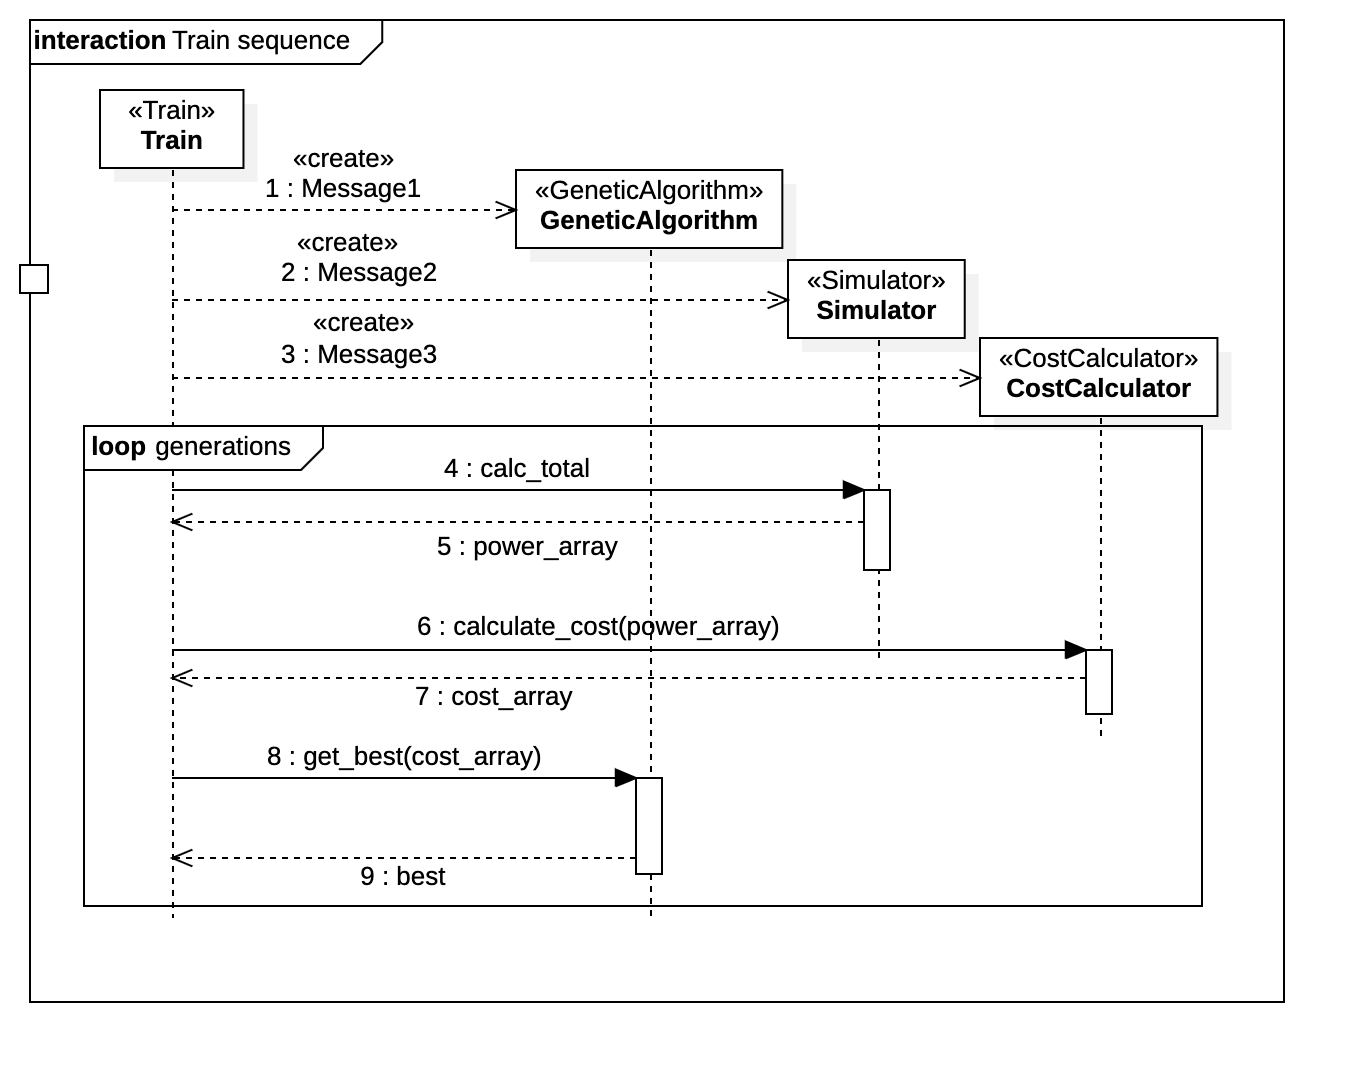 interaction Train sequence
«Train»
Train
«create»
1 : Message1
«GeneticAlgorithm»
GeneticAlgorithm
«create»
2 : Message2
«Simulator»
Simulator
«create»
3 : Message3
«CostCalculator»
CostCalculator
loop generations
4 : calc_total
5 : power_array
6 : calculate_cost(power_array)
7 : cost_array
8 : get_best(cost_array)
9 : best